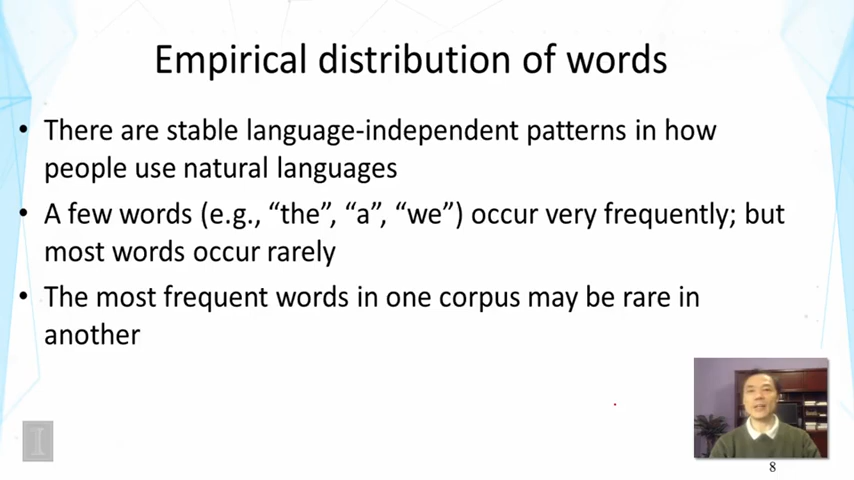 Empirical distribution of words
• There are stable language-independent patterns in how
people use natural languages
• A few words (e.g., “the”, “a”, “we”) occur very frequently; but
most words occur rarely
• The most frequent words in one corpus may be rare in
another
I
8